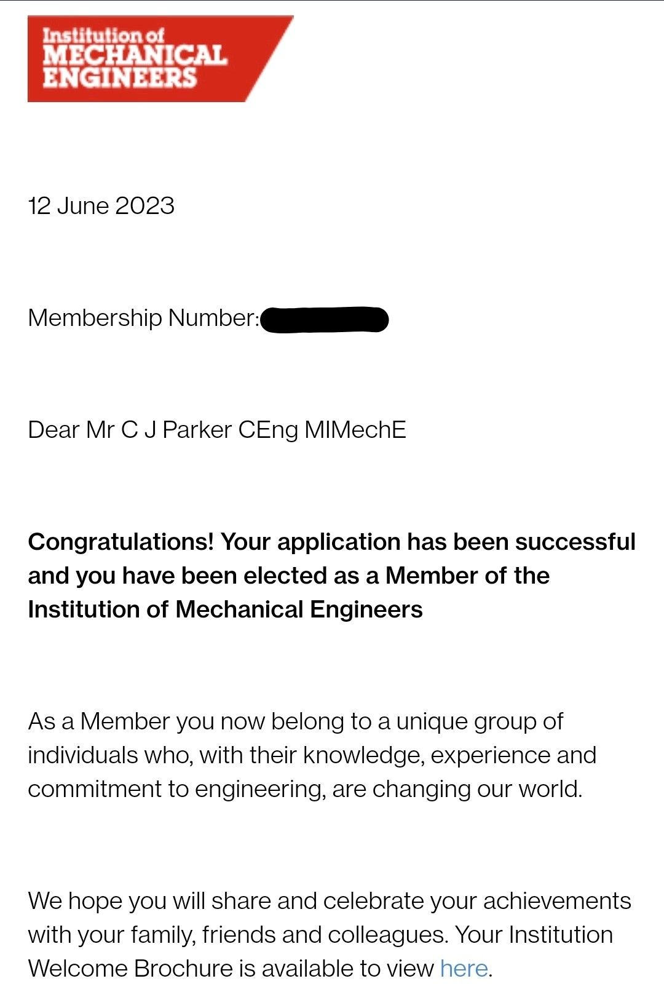 Institution of
MECHANICAL
ENGINEERS
12 June 2023
Membership Number:
Dear Mr C J Parker CEng MIMechE
Congratulations! Your application has been successful
and you have been elected as a Member of the
Institution of Mechanical Engineers
As a Member you now belong to a unique group of
individuals who, with their knowledge, experience and
commitment to engineering, are changing our world.
We hope you will share and celebrate your achievements
with your family, friends and colleagues. Your Institution
Welcome Brochure is available to view here.